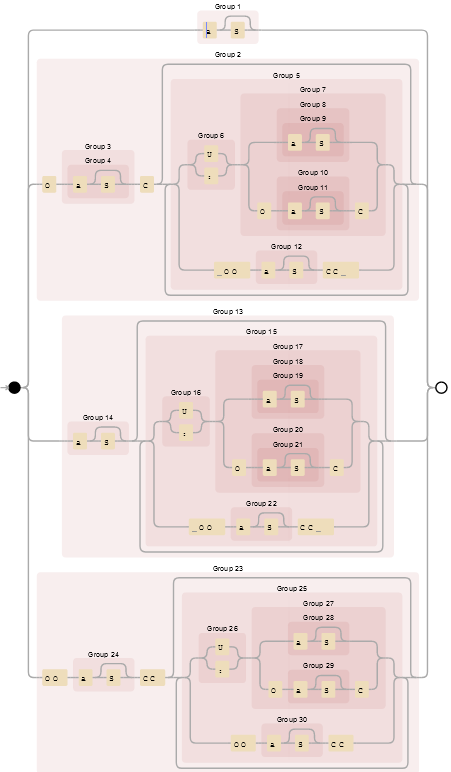 Group 1
a S
Group 2
Group 5
Group 7
Group 8
Group 9
Group 6
U a S
Group 3
Group 4
:
O a S C
Group 10
Group 11
O a S C
Group 12
_OO a S CC_
Group 13
Group 15
Group 17
Group 18
Group 19
Group 16
U a S
Group 14
:
a S
Group 20
Group 21
O a S C
Group 22
_OO a S CC_
Group 23
Group 25
Group 27
Group 28
Group 26
U a S
Group 24
:
OO a S CC
Group 29
O a S C
Group 30
OO a S CC